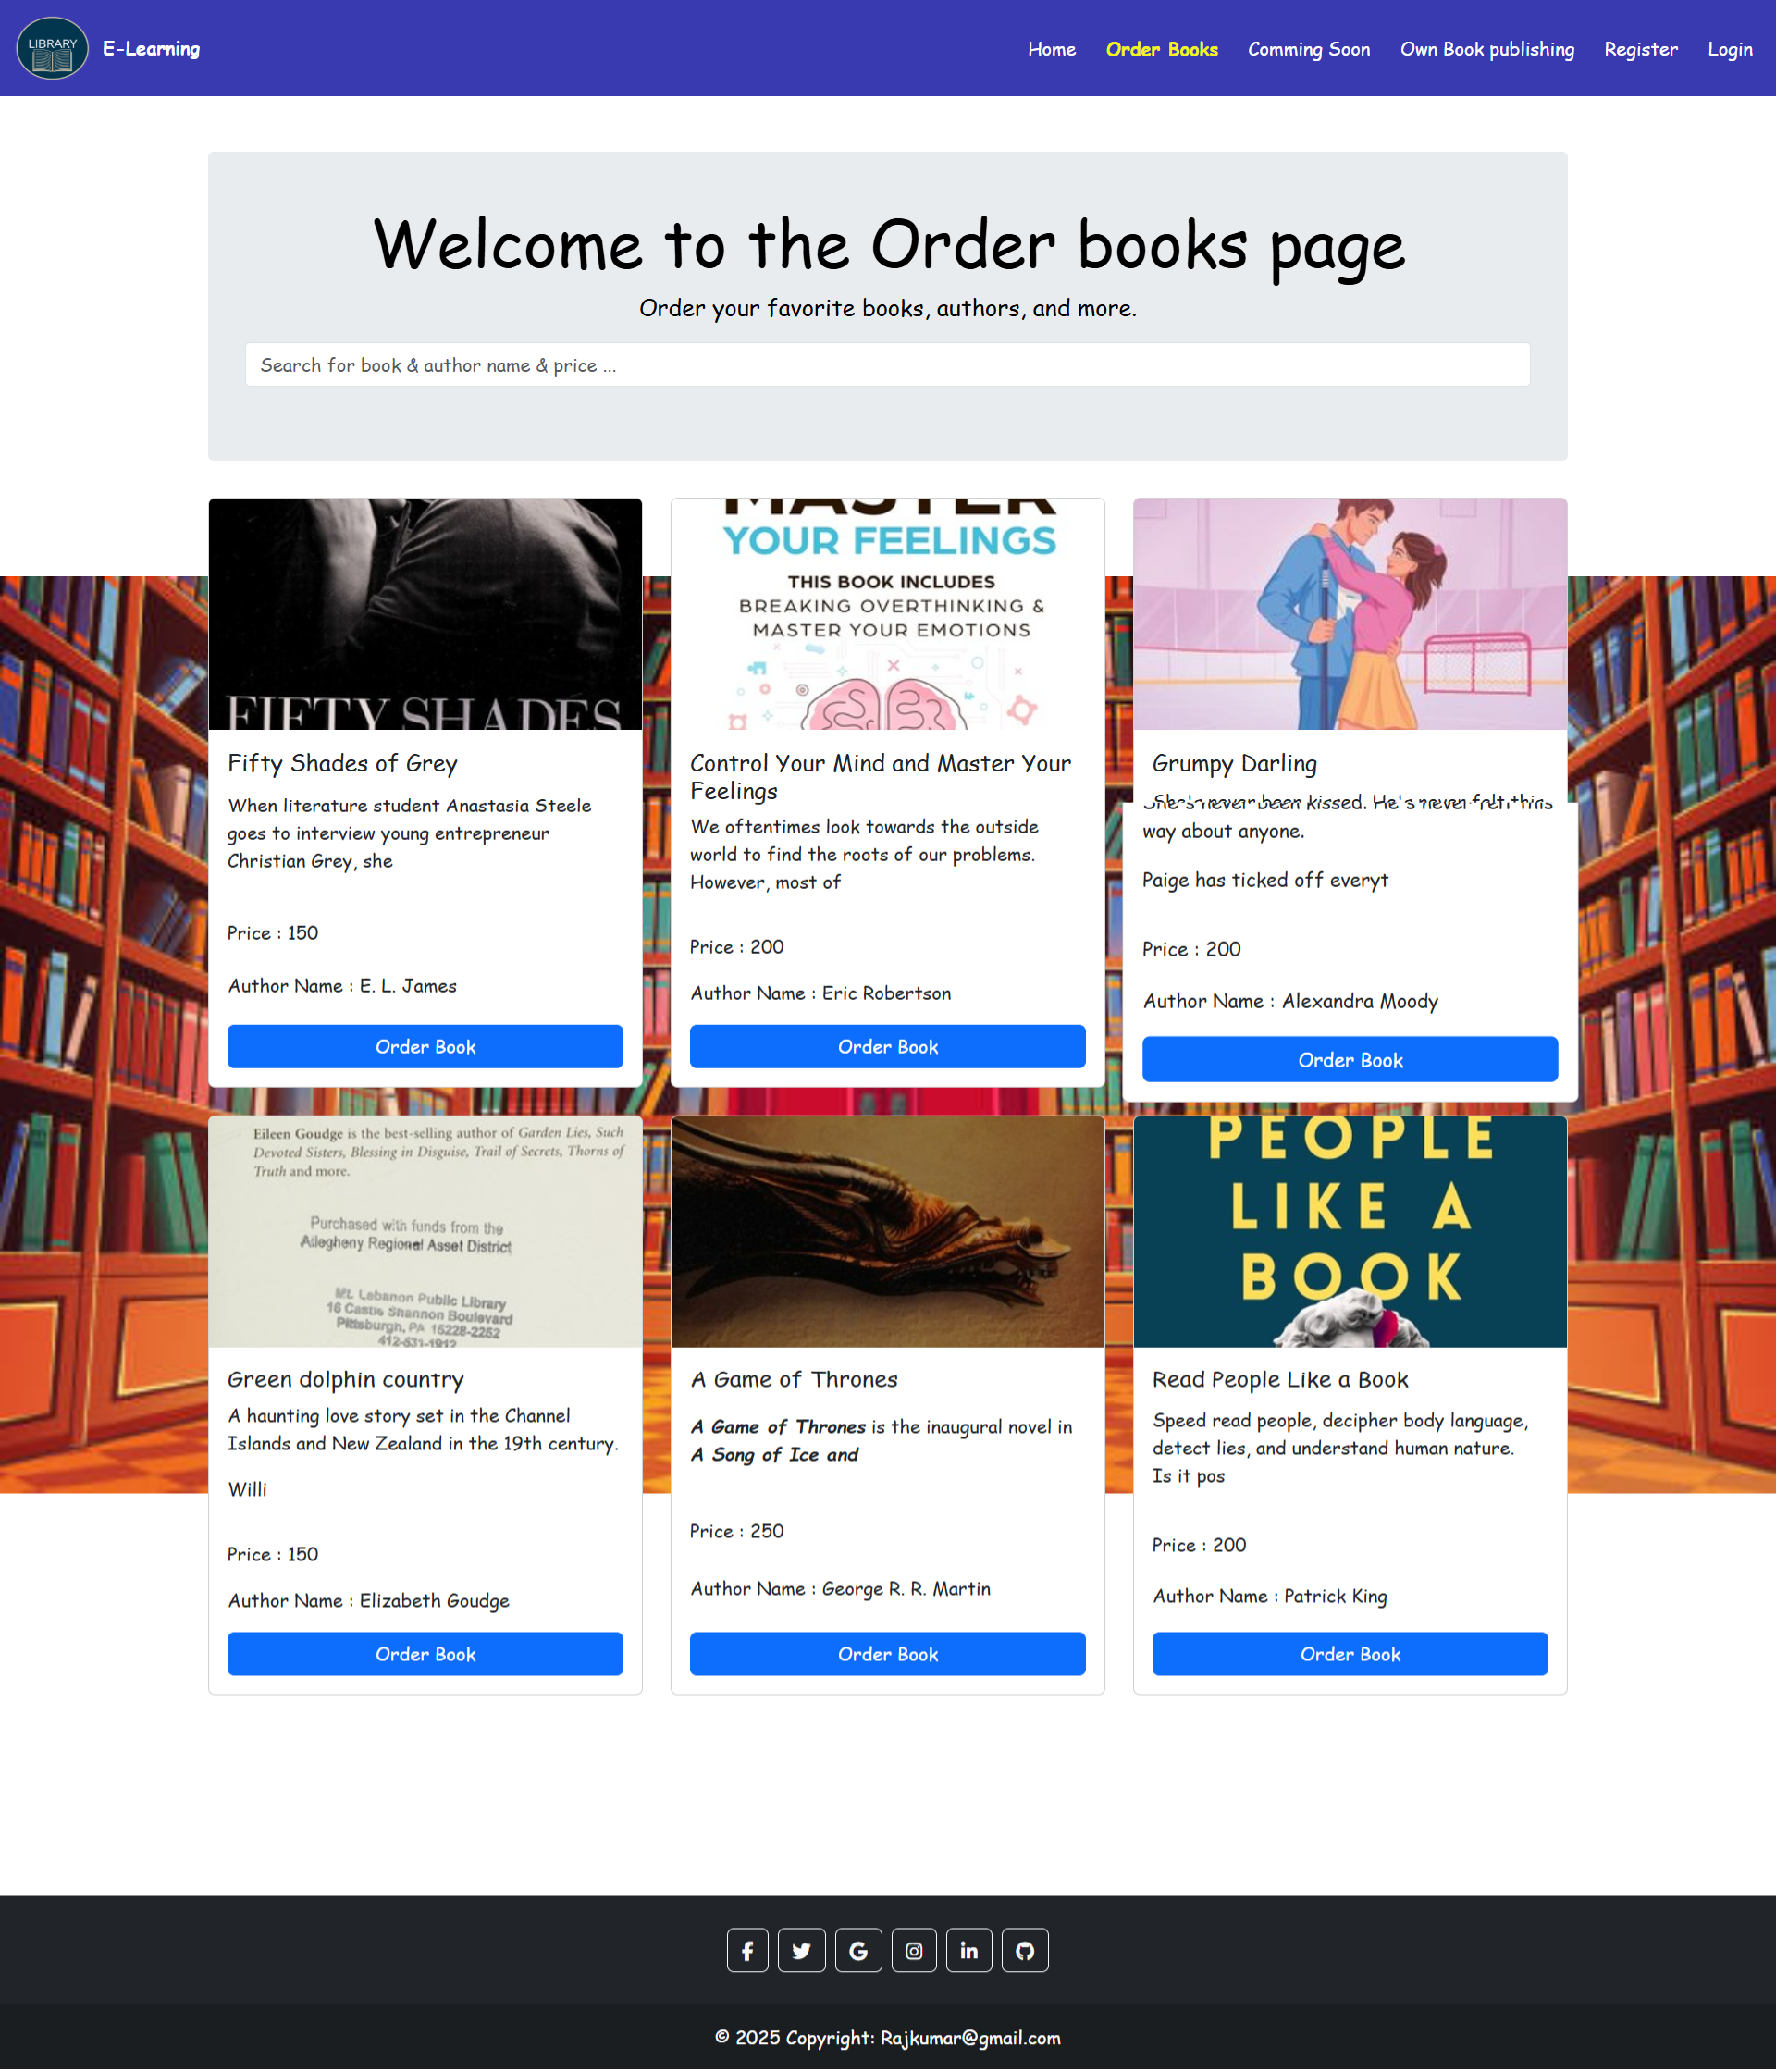 LIBRARY
E-Learning
Home
Order Books
Comming Soon
Own Book publishing
Register
Login
Welcome to the Order books page
Order your favorite books, authors, and more.
Search for book & author name & price ...
FIFTY SHADES
Fifty Shades of Grey
When literature student Anastasia Steele
goes to interview young entrepreneur
Christian Grey, she
Price : 150
Author Name : E. L. James
Order Book
MASTER
YOUR FEELINGS
THIS BOOK INCLUDES
BREAKING OVERTHINKING &
MASTER YOUR EMOTIONS
Control Your Mind and Master Your
Feelings
We oftentimes look towards the outside
world to find the roots of our problems.
However, most of
Price : 200
Author Name : Eric Robertson
Order Book
Grumpy Darling
She's never been kissed. He's never felt this
way about anyone.
Paige has ticked off everyt
Price : 200
Author Name : Alexandra Moody
Order Book
Eileen Goudge is the best-selling author of Garden Lies, Such
Devoted Sisters, Blessing in Disguise, Trail of Secrets, Thorns of
Truth and more.
Purchased with funds from the
Allegheny Regional Asset District
Mt. Lebanon Public Library
16 Castle Shannon Boulevard
Pittsburgh, PA 15228-2252
412-531-1912
Green dolphin country
A haunting love story set in the Channel
Islands and New Zealand in the 19th century.
Willi
Price : 150
Author Name : Elizabeth Goudge
Order Book
A Game of Thrones
A Game of Thrones is the inaugural novel in
A Song of Ice and
Price : 250
Author Name : George R. R. Martin
Order Book
PEOPLE
LIKE A
BOOK
Read People Like a Book
Speed read people, decipher body language,
detect lies, and understand human nature.
Is it pos
Price : 200
Author Name : Patrick King
Order Book
© 2025 Copyright: Rajkumar@gmail.com